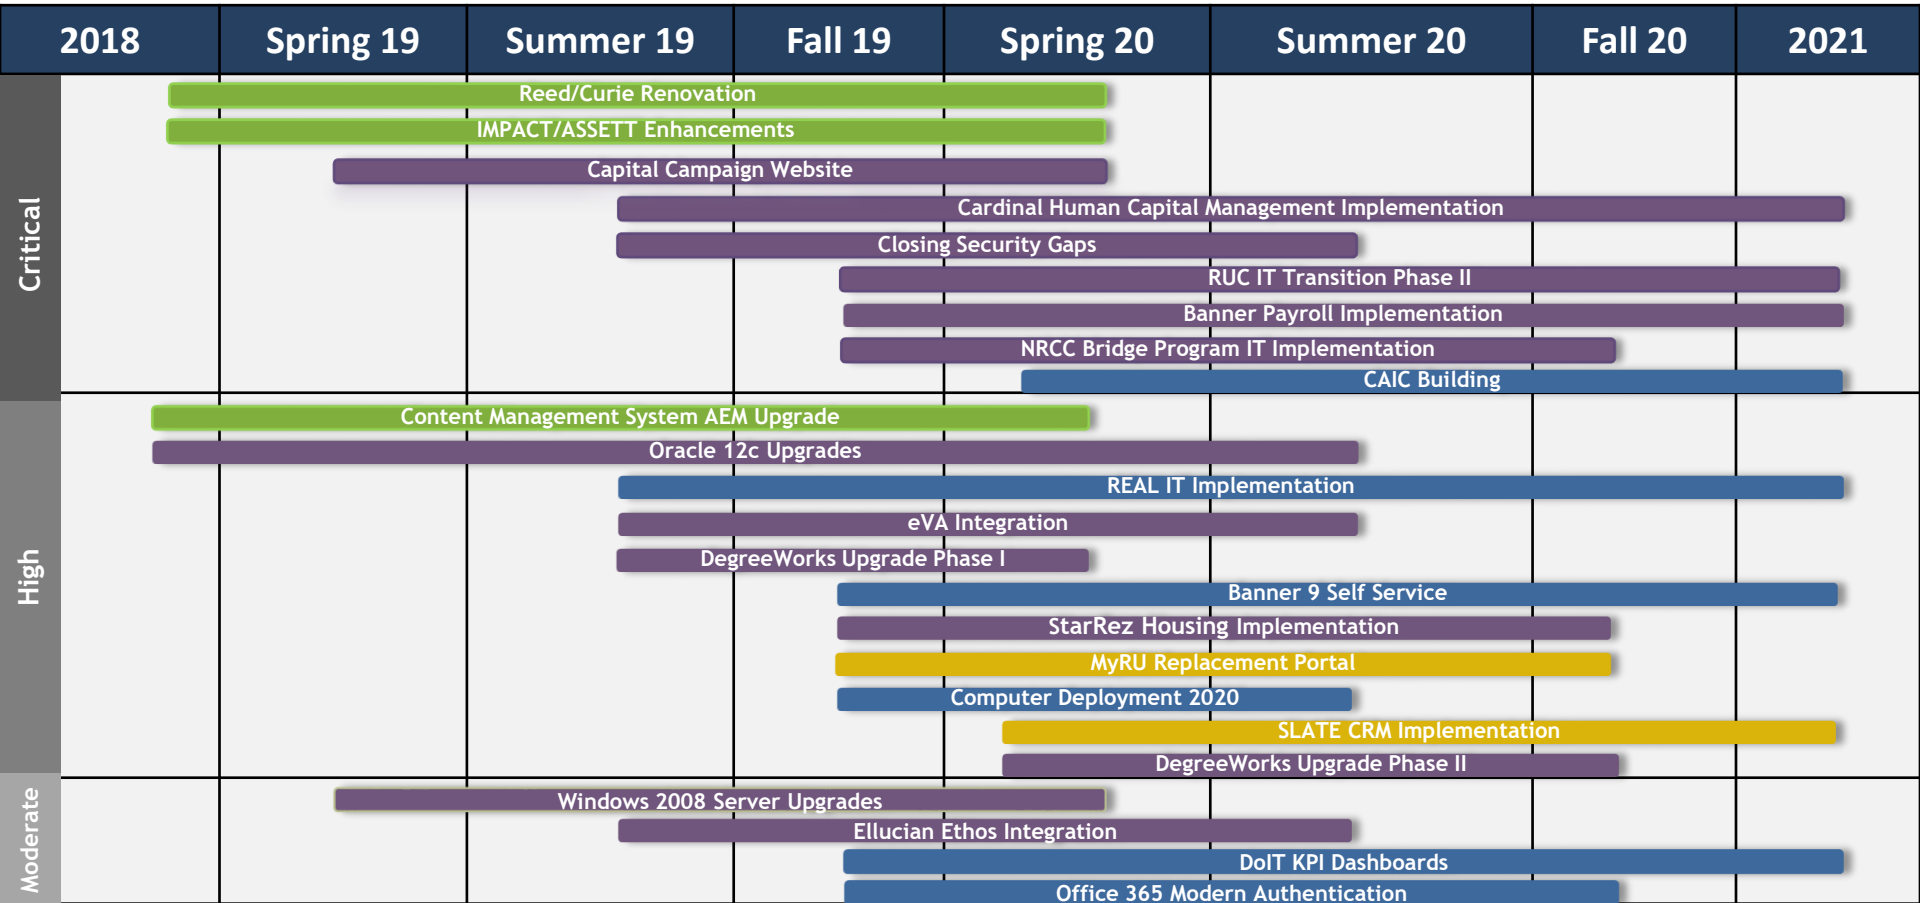 2018
Spring 19
Summer 19
Fall 19
Spring 20
Summer 20
Fall 20
2021
Critical
Reed/Curie Renovation
IMPACT/ASSETT Enhancements
Capital Campaign Website
Cardinal Human Capital Management Implementation
Closing Security Gaps
RUC IT Transition Phase II
Banner Payroll Implementation
NRCC Bridge Program IT Implementation
CAIC Building
High
Content Management System AEM Upgrade
Oracle 12c Upgrades
REAL IT Implementation
eVA Integration
DegreeWorks Upgrade Phase I
Banner 9 Self Service
StarRez Housing Implementation
MyRU Replacement Portal
Computer Deployment 2020
SLATE CRM Implementation
DegreeWorks Upgrade Phase II
Moderate
Windows 2008 Server Upgrades
Ellucian Ethos Integration
DoIT KPI Dashboards
Office 365 Modern Authentication